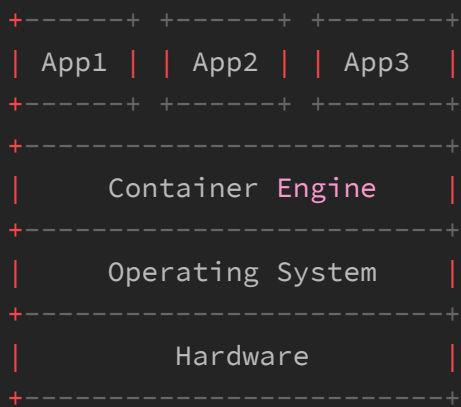 +------+ +-------+ +--------+
| App1 | | App2 | | App3  |
+------+ +-------+ +--------+
+-------------------------+
|     Container Engine    |
+-------------------------+
|     Operating System    |
+-------------------------+
|         Hardware        |
+-------------------------+